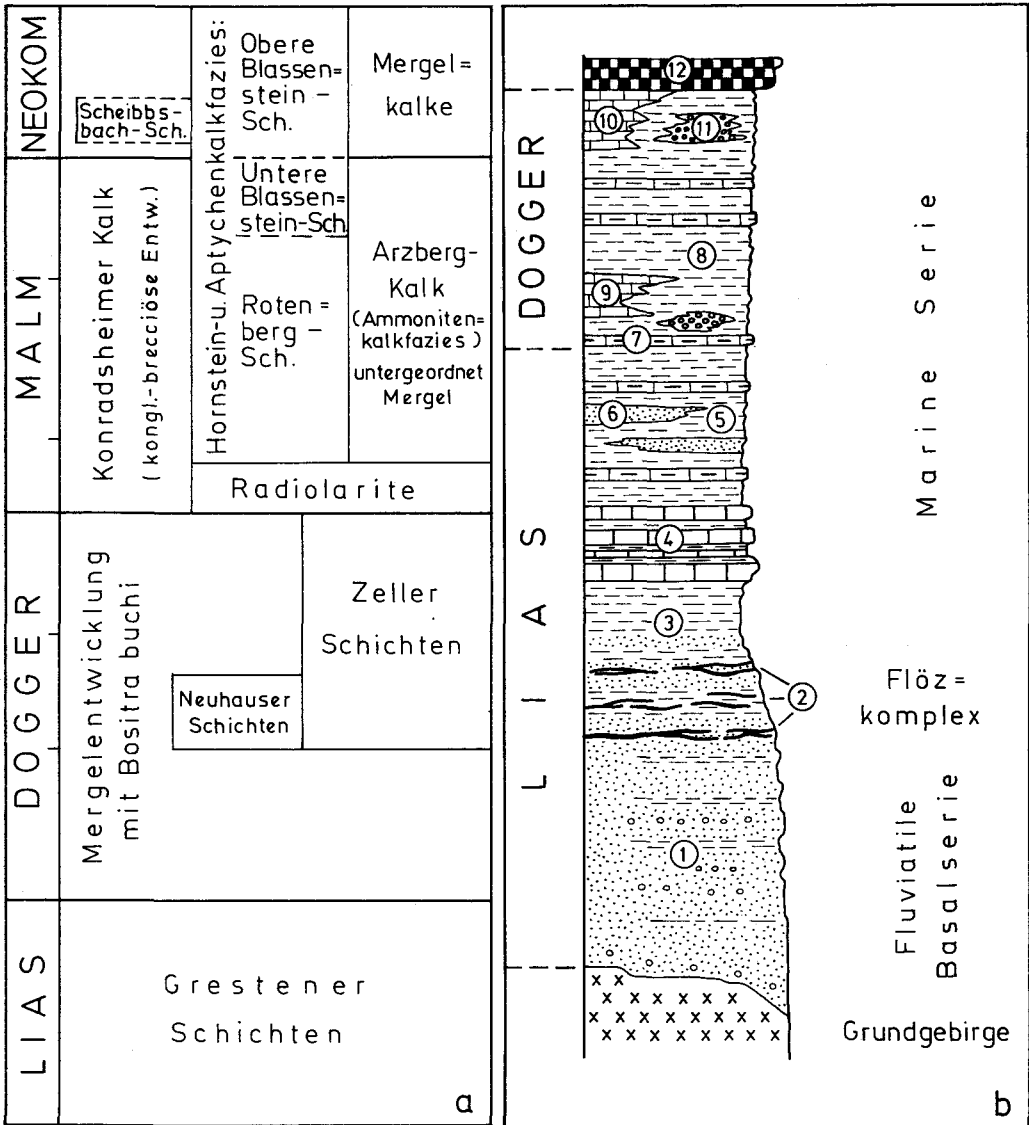 NEOKOM
Scheibbs-
bach-Sch.
Hornstein-u. Aptychenkalkfazies:
Obere
Blassen=
stein-
Sch.
Mergel=
kalke
MALM
Konradsheimer Kalk
(kongl.-brecciöse Entw.)
Untere
Blassen=
stein-Sch
Roten=
berg-
Sch.
Arzberg-
Kalk
(Ammoniten=
kalkfazies)
untergeordnet
Mergel
Radiolarite
DOGGER
Mergelentwicklung
mit Bositra buchi
Neuhauser
Schichten
Zeller
Schichten
LIAS
Grestener
Schichten
a
DOGGER
LIAS
12
10
11
8
9
7
6
5
4
3
2
1
Marine Serie
Flöz=
komplex
Fluviatile
Basalserie
Grundgebirge
b